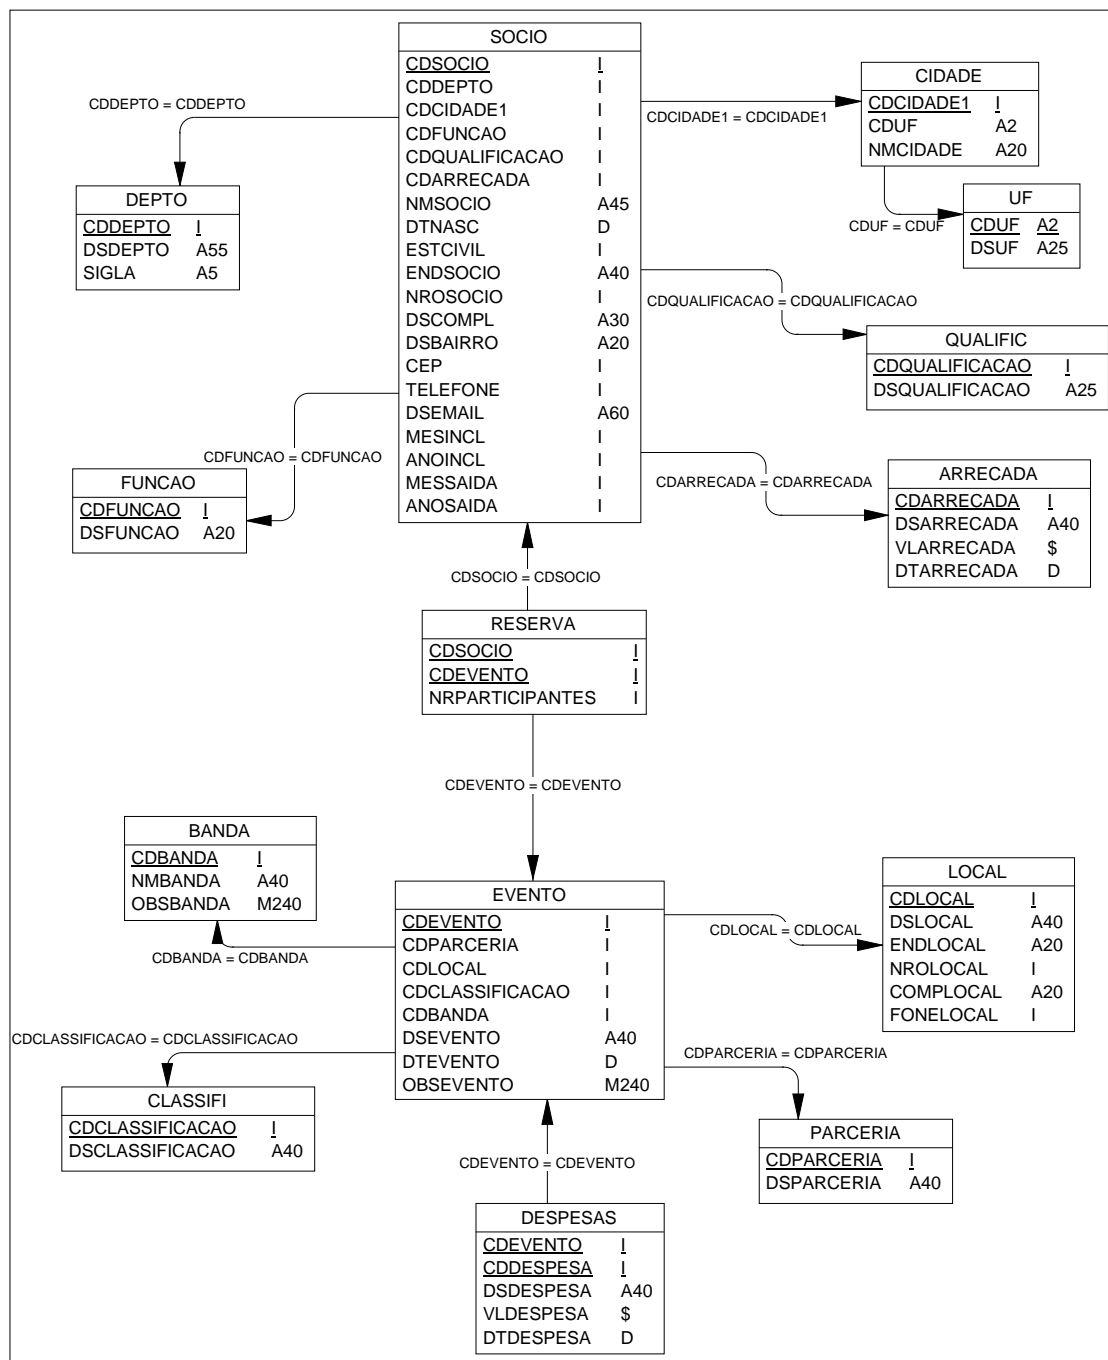 SOCIO
CDSOCIO I
CDDEPTO I
CDCIDADE1 I
CDFUNCAO I
CDQUALIFICACAO I
CDARRECADA I
NMSOCIO A45
DTNASC D
ESTCIVIL I
ENDSOCIO A40
NROSOCIO I
DSCOMPL A30
DSBAIRRO A20
CEP I
TELEFONE I
DSEMAIL A60
MESINCL I
ANOINCL I
MESSAIDA I
ANOSAIDA I
CDDEPTO = CDDEPTO
DEPTO
CDDEPTO I
DSDEPTO A55
SIGLA A5
CDCIDADE1 = CDCIDADE1
CIDADE
CDCIDADE1 I
CDUF A2
NMCIDADE A20
CDUF = CDUF
UF
CDUF A2
DSUF A25
CDQUALIFICACAO = CDQUALIFICACAO
QUALIFIC
CDQUALIFICACAO I
DSQUALIFICACAO A25
CDFUNCAO = CDFUNCAO
FUNCAO
CDFUNCAO I
DSFUNCAO A20
CDARRECADA = CDARRECADA
ARRECADA
CDARRECADA I
DSARRECADA A40
VLARRECADA $
DTARRECADA D
CDSOCIO = CDSOCIO
RESERVA
CDSOCIO I
CDEVENTO I
NRPARTICIPANTES I
CDEVENTO = CDEVENTO
BANDA
CDBANDA I
NMBANDA A40
OBSBANDA M240
CDBANDA = CDBANDA
EVENTO
CDEVENTO I
CDPARCERIA I
CDLOCAL I
CDCLASSIFICACAO I
CDBANDA I
DSEVENTO A40
DTEVENTO D
OBSEVENTO M240
CDLOCAL = CDLOCAL
LOCAL
CDLOCAL I
DSLOCAL A40
ENDLOCAL A20
NROLOCAL I
COMPLOCAL A20
FONELOCAL I
CDCLASSIFICACAO = CDCLASSIFICACAO
CLASSIFI
CDCLASSIFICACAO I
DSCLASSIFICACAO A40
CDPARCERIA = CDPARCERIA
PARCERIA
CDPARCERIA I
DSPARCERIA A40
CDEVENTO = CDEVENTO
DESPESAS
CDEVENTO I
CDDESPESA I
DSDESPESA A40
VLDESPESA $
DTDESPESA D